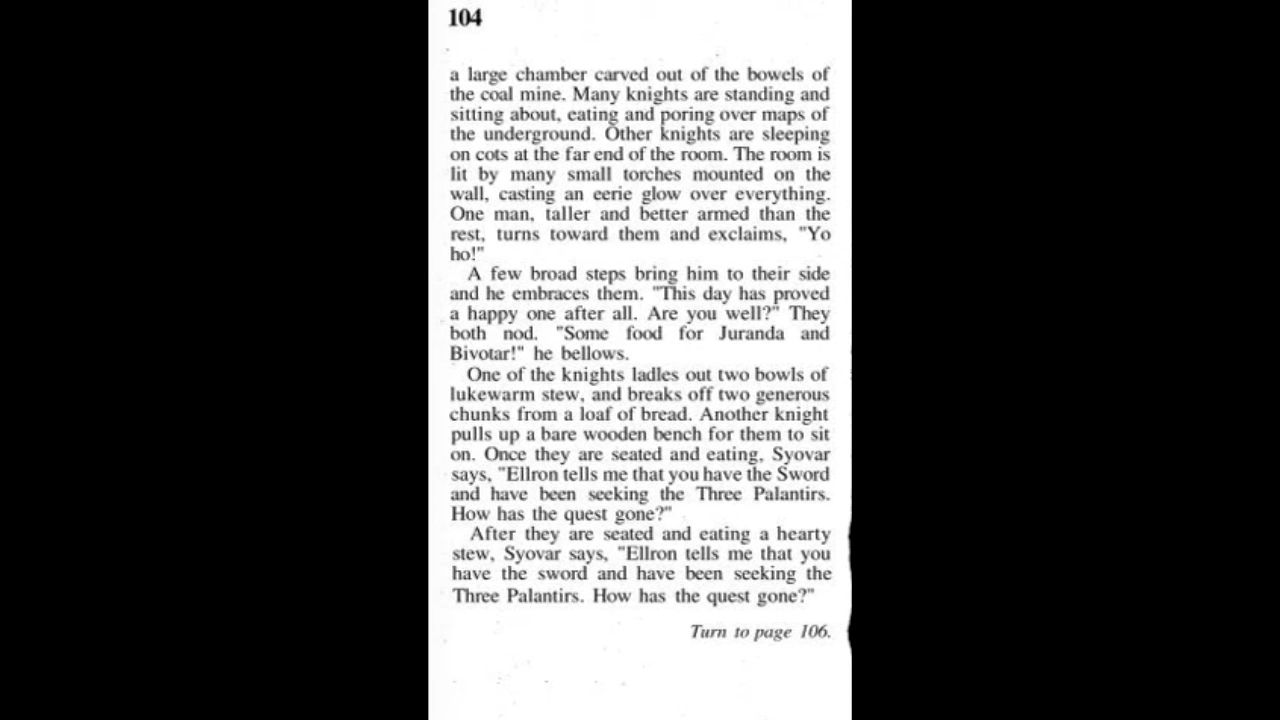 104
a large chamber carved out of the bowels of
the coal mine. Many knights are standing and
sitting about, eating and poring over maps of
the underground. Other knights are sleeping
on cots at the far end of the room. The room is
lit by many small torches mounted on the
wall, casting an eerie glow over everything.
One man, taller and better armed than the
rest, turns toward them and exclaims, "Yo
ho!"
A few broad steps bring him to their side
and he embraces them. "This day has proved
a happy one after all. Are you well?" They
both nod. "Some food for Juranda and
Bivotar!" he bellows.
One of the knights ladles out two bowls of
lukewarm stew, and breaks off two generous
chunks from a loaf of bread. Another knight
pulls up a bare wooden bench for them to sit
on. Once they are seated and eating, Syovar
says, "Ellron tells me that you have the Sword
and have been seeking the Three Palantirs.
How has the quest gone?"
After they are seated and eating a hearty
stew, Syovar says, "Ellron tells me that you
have the sword and have been seeking the
Three Palantirs. How has the quest gone?"
Turn to page 106.